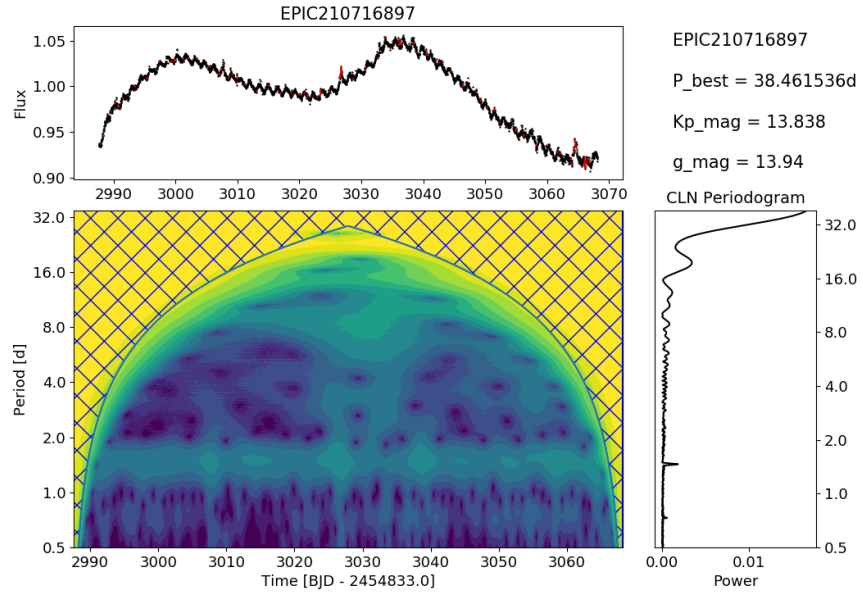 EPIC210716897
1.05
1.00
0.95
0.90
Flux
2990 3000 3010 3020 3030 3040 3050 3060 3070
EPIC210716897
P_best = 38.461536d
Kp_mag = 13.838
g_mag = 13.94
32.0
16.0
8.0
4.0
2.0
1.0
0.5
Period [d]
2990 3000 3010 3020 3030 3040 3050 3060
Time [BJD - 2454833.0]
CLN Periodogram
32.0
16.0
8.0
4.0
2.0
1.0
0.5
0.00 0.01
Power